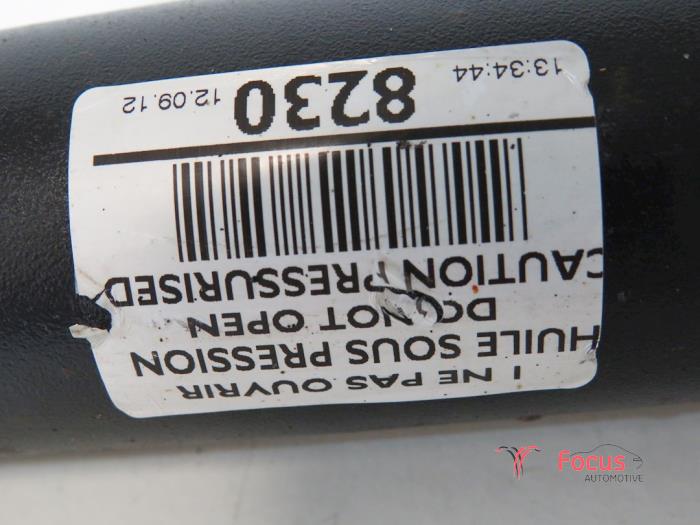 ! NE PAS OUVRIR
HUILE SOUS PRESSION
DO NOT OPEN
CAUTION PRESSURISED
8230
13:34:44 12.09.12
Focus
AUTOMOTIVE